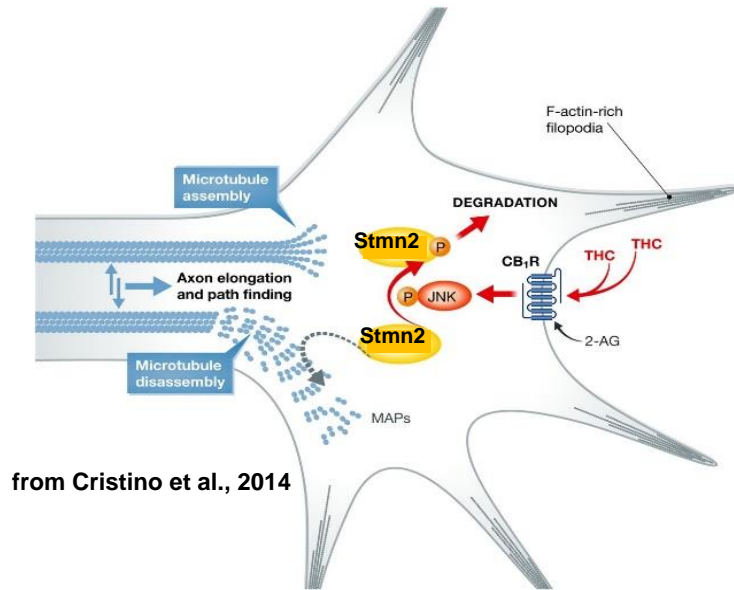 F-actin-rich
filopodia
Microtubule
assembly
DEGRADATION
Stmn2
P
CB₁R
THC
THC
Axon elongation
and path finding
P
JNK
Stmn2
2-AG
Microtubule
disassembly
MAPs
from Cristino et al., 2014